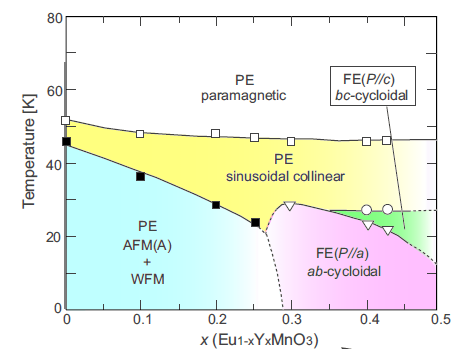 80
60
40
20
0
Temperature [K]
PE
paramagnetic
FE(P//c)
bc-cycloidal
PE
sinusoidal collinear
PE
AFM(A)
+
WFM
FE(P//a)
ab-cycloidal
0 0.1 0.2 0.3 0.4 0.5
x (Eu1-xYxMnO3)